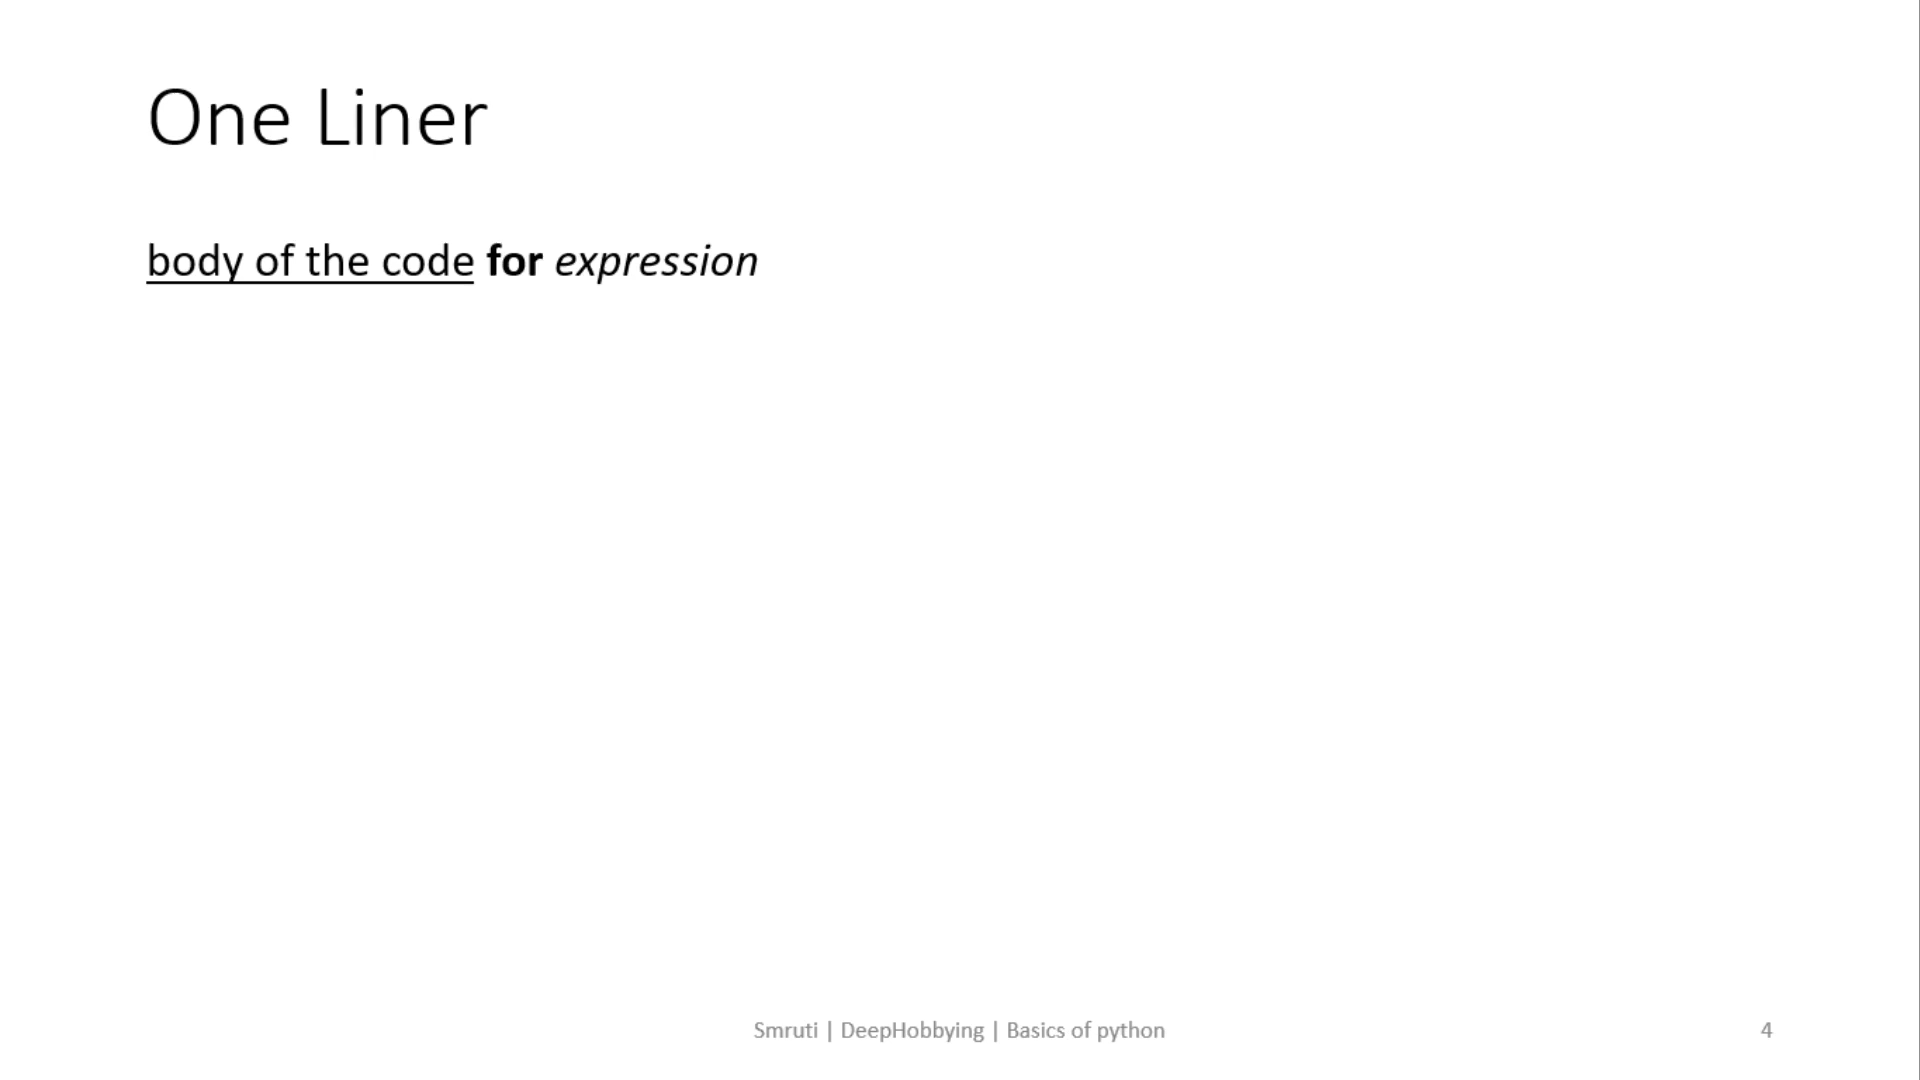 One Liner
body of the code for expression
Smruti | DeepHobbying | Basics of python
4